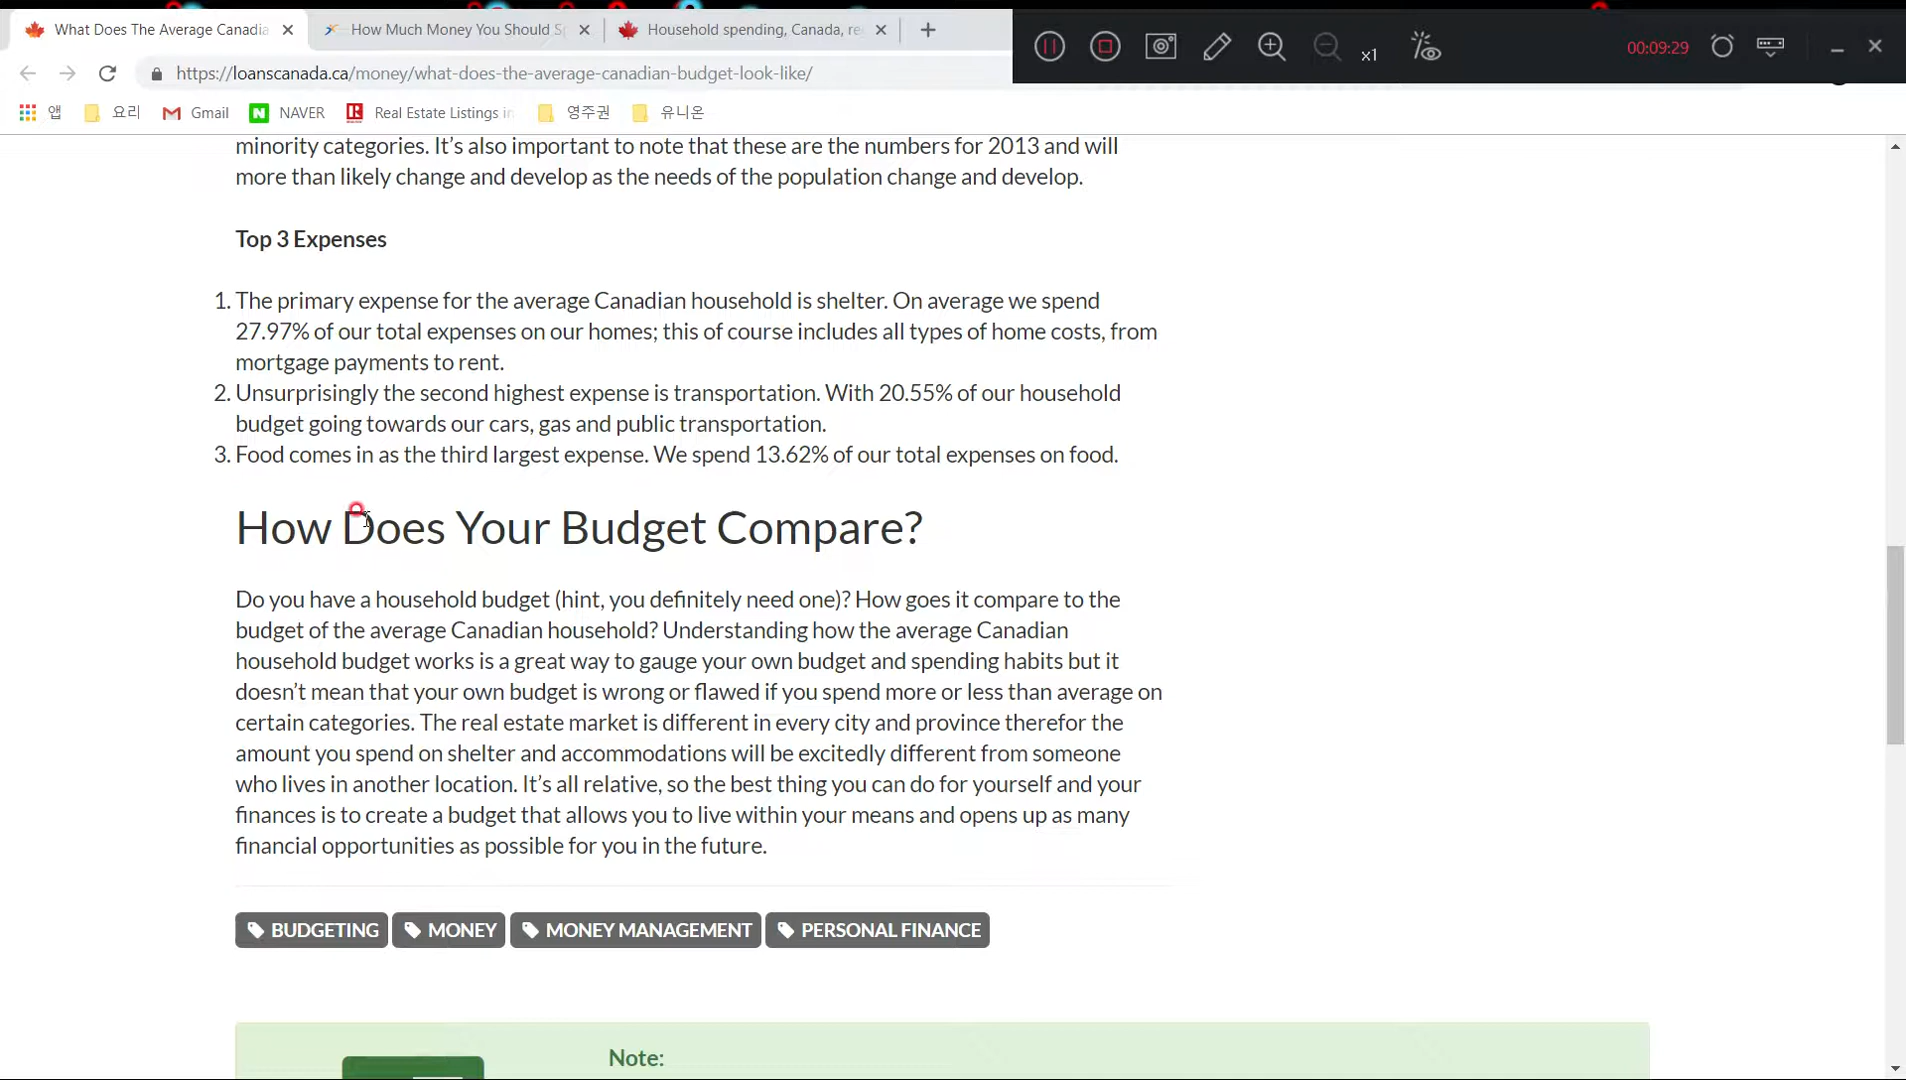 What Does The Average Canadia
How Much Money You Should Sp
Household spending, Canada, re
x1
00:09:29
https://loanscanada.ca/money/what-does-the-average-canadian-budget-look-like/
앱
요리
Gmail
NAVER
Real Estate Listings in
영주권
유니온
minority categories. It’s also important to note that these are the numbers for 2013 and will
more than likely change and develop as the needs of the population change and develop.
Top 3 Expenses
1. The primary expense for the average Canadian household is shelter. On average we spend
27.97% of our total expenses on our homes; this of course includes all types of home costs, from
mortgage payments to rent.
2. Unsurprisingly the second highest expense is transportation. With 20.55% of our household
budget going towards our cars, gas and public transportation.
3. Food comes in as the third largest expense. We spend 13.62% of our total expenses on food.
How Does Your Budget Compare?
Do you have a household budget (hint, you definitely need one)? How goes it compare to the
budget of the average Canadian household? Understanding how the average Canadian
household budget works is a great way to gauge your own budget and spending habits but it
doesn’t mean that your own budget is wrong or flawed if you spend more or less than average on
certain categories. The real estate market is different in every city and province therefor the
amount you spend on shelter and accommodations will be excitedly different from someone
who lives in another location. It’s all relative, so the best thing you can do for yourself and your
finances is to create a budget that allows you to live within your means and opens up as many
financial opportunities as possible for you in the future.
BUDGETING
MONEY
MONEY MANAGEMENT
PERSONAL FINANCE
Note: